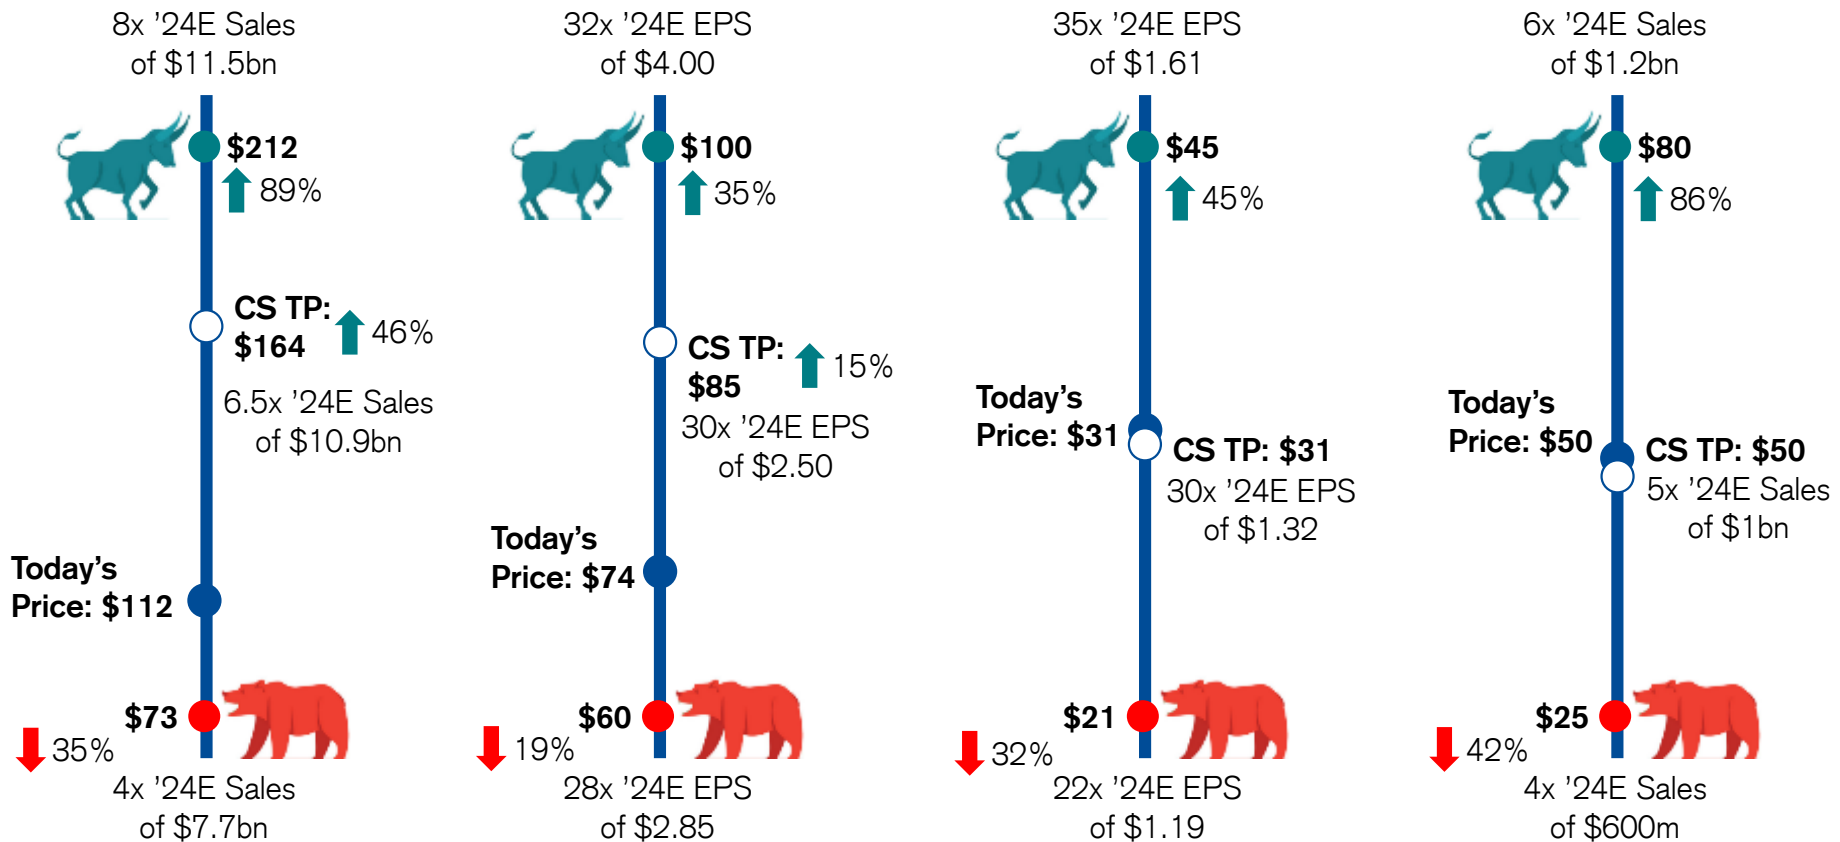 8x ’24E Sales
of $11.5bn
$212
89%
CS TP:
$164
46%
6.5x ’24E Sales
of $10.9bn
Today’s
Price: $112
$73
35%
4x ’24E Sales
of $7.7bn
32x ’24E EPS
of $4.00
$100
35%
CS TP:
$85
15%
30x ’24E EPS
of $2.50
Today’s
Price: $74
$60
19%
28x ’24E EPS
of $2.85
35x ’24E EPS
of $1.61
$45
45%
Today’s
Price: $31
CS TP: $31
30x ’24E EPS
of $1.32
$21
32%
22x ’24E EPS
of $1.19
6x ’24E Sales
of $1.2bn
$80
86%
Today’s
Price: $50
CS TP: $50
5x ’24E Sales
of $1bn
$25
42%
4x ’24E Sales
of $600m